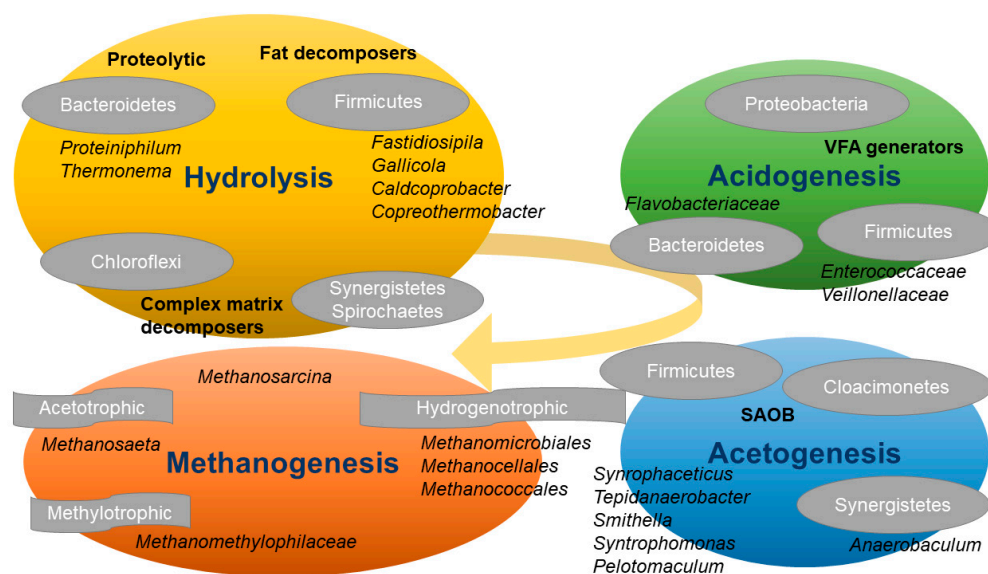 Proteolytic
Fat decomposers
Bacteroidetes
Firmicutes
Proteiniphilum
Thermonema
Fastidiosipila
Gallicola
Caldcoprobacter
Copreothermobacter
Hydrolysis
Chloroflexi
Complex matrix
decomposers
Synergistetes
Spirochaetes
Proteobacteria
VFA generators
Acidogenesis
Flavobacteriaceae
Bacteroidetes
Firmicutes
Enterococcaceae
Veillonellaceae
Methanosarcina
Acetotrophic
Methanosaeta
Hydrogenotrophic
Methanomicrobiales
Methanocellales
Methanococcales
Methanogenesis
Methylotrophic
Methanomethylophilaceae
Firmicutes
Cloacimonetes
SAOB
Acetogenesis
Synrophaceticus
Tepidanaerobacter
Smithella
Syntrophomonas
Pelotomaculum
Synergistetes
Anaerobaculum